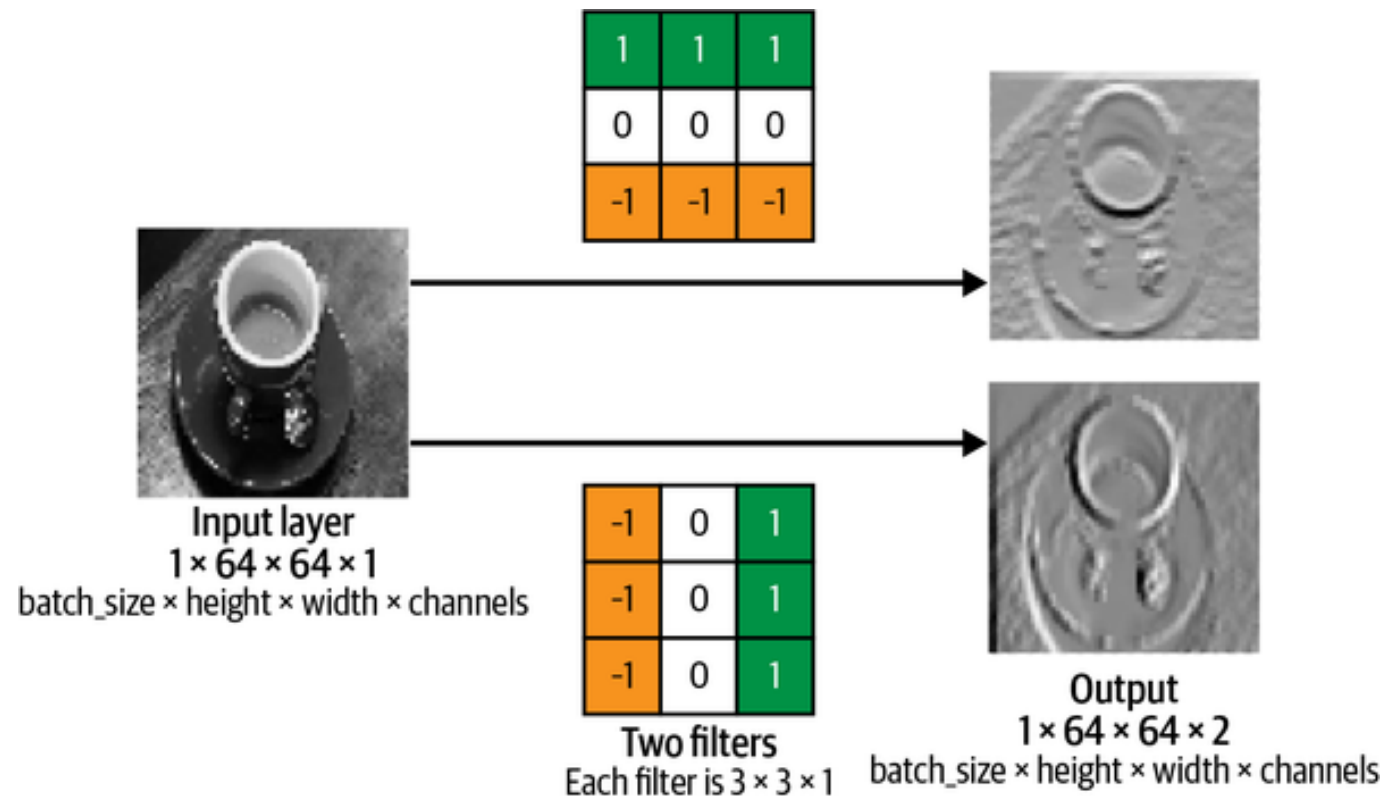 1 1 1
0 0 0
-1 -1 -1
Input layer
1 × 64 × 64 × 1
batch_size × height × width × channels
-1 0 1
-1 0 1
-1 0 1
Two filters
Each filter is 3 × 3 × 1
Output
1 × 64 × 64 × 2
batch_size × height × width × channels